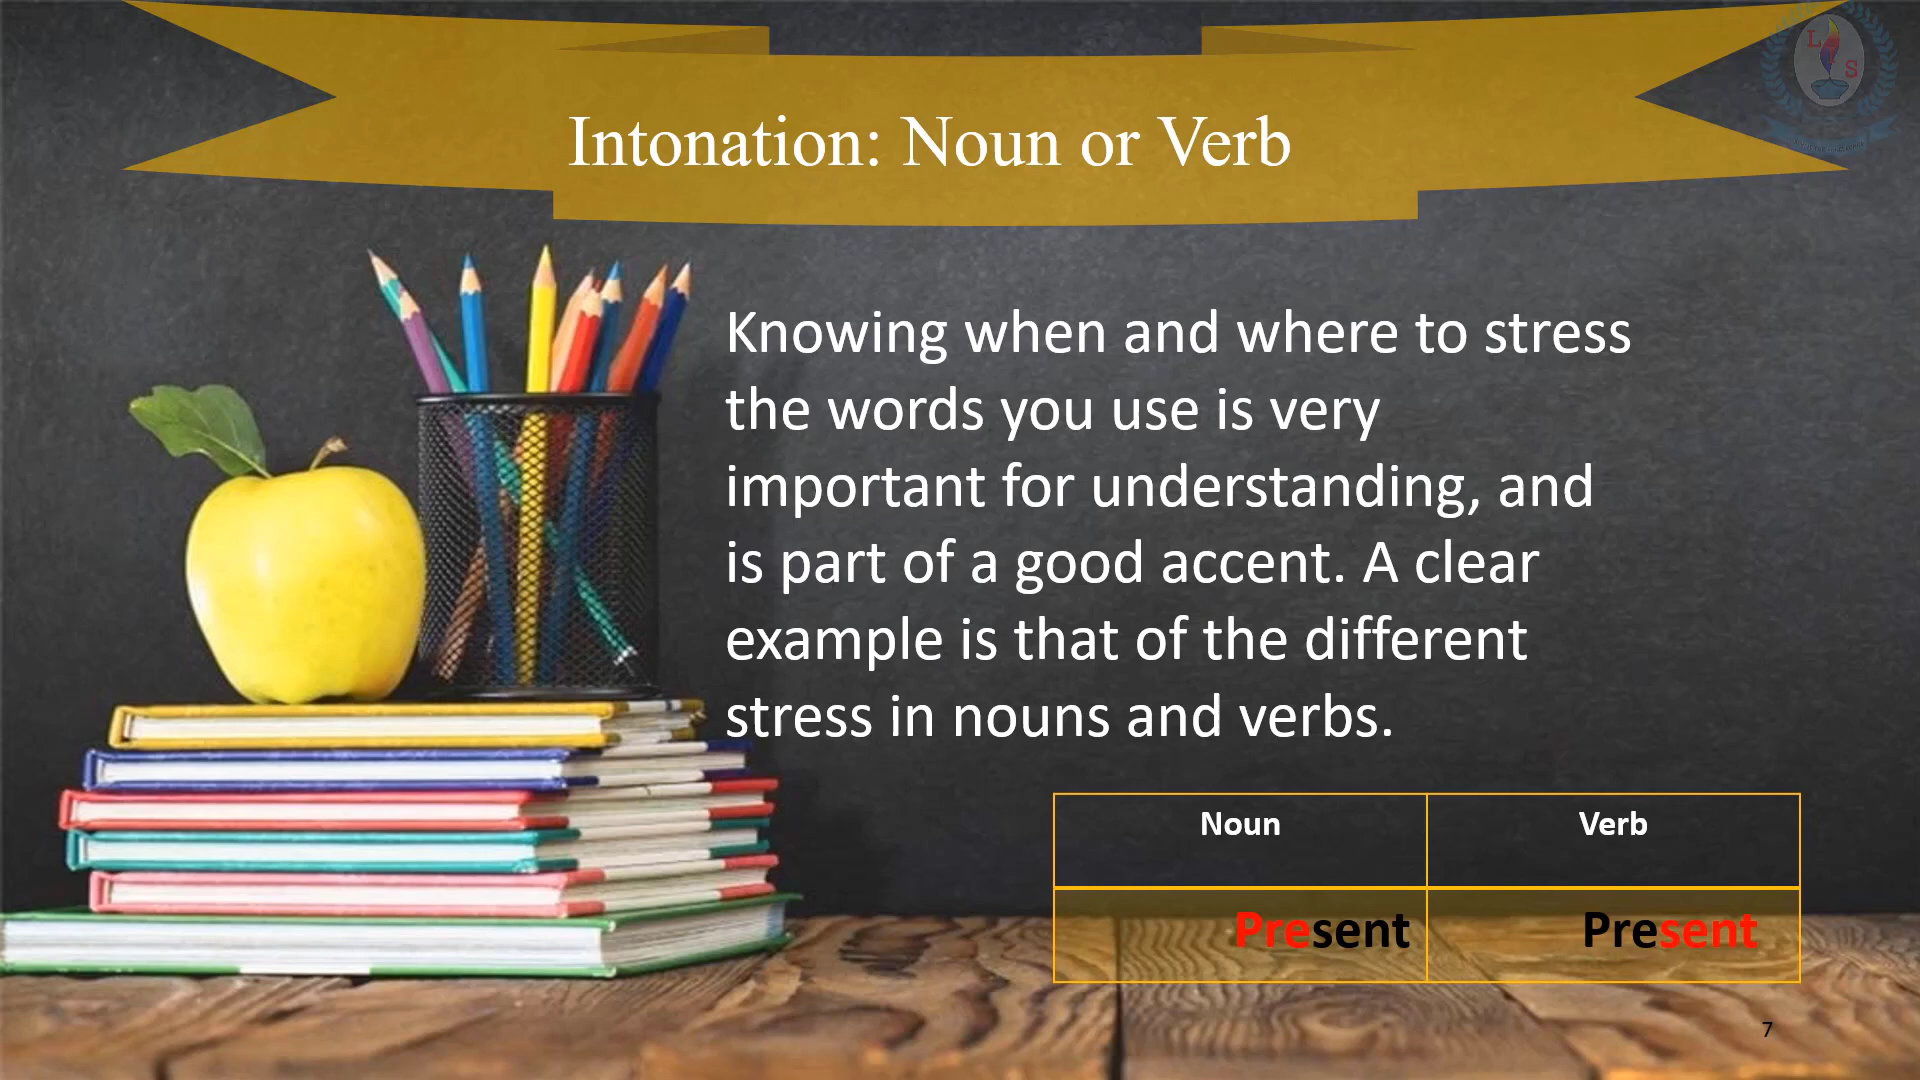 L
S
Intonation: Noun or Verb
Knowing when and where to stress
the words you use is very
important for understanding, and
is part of a good accent. A clear
example is that of the different
stress in nouns and verbs.
Noun Verb
Present Present
7